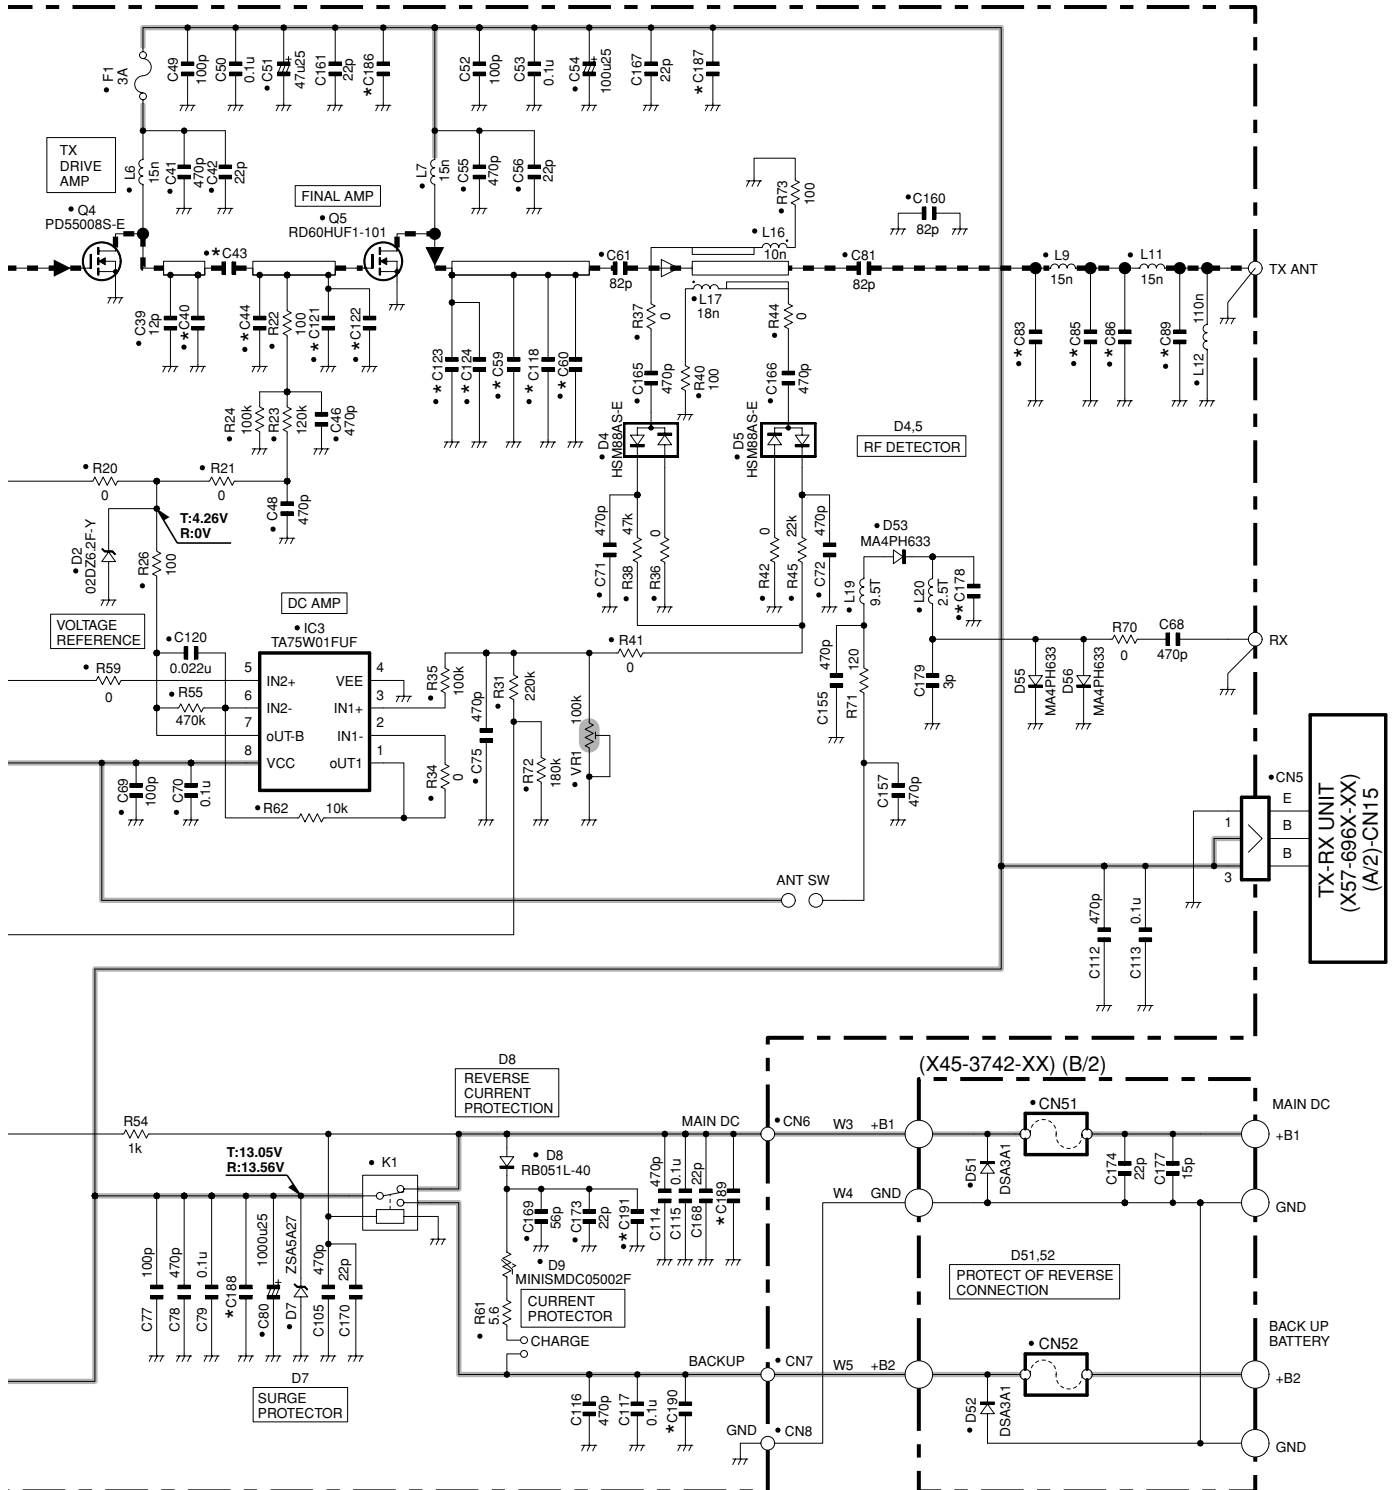 F1
3A
C49
100p
C50
0.1u
C51
47u25
C161
22p
*C186
C52
100p
C53
0.1u
C54
100u25
C167
22p
*C187
TX
DRIVE
AMP
L6
15n
C41
470p
C42
22p
FINAL AMP
L7
15n
C55
470p
C56
22p
R73
100
C160
82p
Q4
PD55008S-E
Q5
RD60HUF1-101
*C43
C61
82p
L16
10n
C81
82p
L9
15n
L11
15n
TX ANT
L17
18n
C39
12p
*C40
*C44
R22
100
*C121
*C122
*C123
*C124
*C59
*C118
*C60
R37
0
R44
0
*C83
*C85
*C86
*C89
110n
L12
C165
470p
R40
100
C166
470p
R24
100k
R23
120k
C46
470p
D4
HSM88AS-E
D5
HSM88AS-E
D4,5
RF DETECTOR
R20
0
R21
0
C48
470p
T:4.26V
R:0V
D2
02DZ6.2F-Y
R26
100
C71
470p
R38
47k
R36
0
R42
0
R45
22k
C72
470p
D53
MA4PH633
L19
9.5T
L20
2.5T
*C178
VOLTAGE
REFERENCE
DC AMP
IC3
TA75W01FUF
C120
0.022u
R59
0
R55
470k
5
IN2+
6
IN2-
7
oUT-B
8
VCC
VEE
4
IN1+
3
IN1-
2
oUT1
1
R35
100k
R34
0
C75
470p
R31
220k
R72
180k
VR1
100k
R41
0
C155
470p
R71
120
C179
3p
D55
MA4PH633
D56
MA4PH633
R70
0
C68
470p
RX
C69
100p
C70
0.1u
R62
10k
C157
470p
ANT SW
CN5
E
B
B
1
3
TX-RX UNIT
(X57-696X-XX)
(A/2)-CN15
C112
470p
C113
0.1u
D8
REVERSE
CURRENT
PROTECTION
(X45-3742-XX) (B/2)
R54
1k
MAIN DC
CN6
W3
+B1
CN51
MAIN DC
+B1
T:13.05V
R:13.56V
K1
D8
RB051L-40
C114
470p
C115
0.1u
C168
22p
*C189
D51
DSA3A1
C174
22p
C177
15p
W4
GND
GND
C169
56p
C173
22p
*C191
C77
100p
C78
470p
C79
0.1u
*C188
C80
1000u25
D7
ZSA5A27
C105
470p
C170
22p
D9
MINISMDC05002F
CURRENT
PROTECTOR
R61
5.6
CHARGE
D51,52
PROTECT OF REVERSE
CONNECTION
D7
SURGE
PROTECTOR
BACKUP
CN7
W5
+B2
CN52
BACK UP
BATTERY
+B2
C116
470p
C117
0.1u
*C190
D52
DSA3A1
GND
CN8
GND